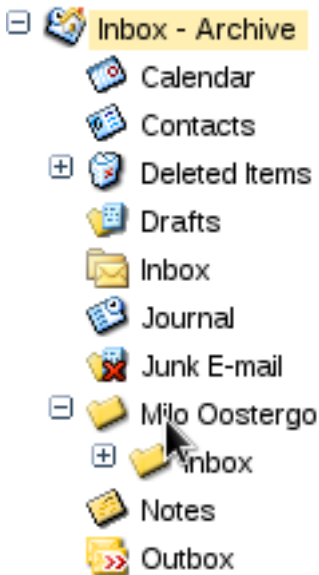 Inbox - Archive
Calendar
Contacts
Deleted Items
Drafts
Inbox
Journal
Junk E-mail
Milo Oostergo
Inbox
Notes
Outbox